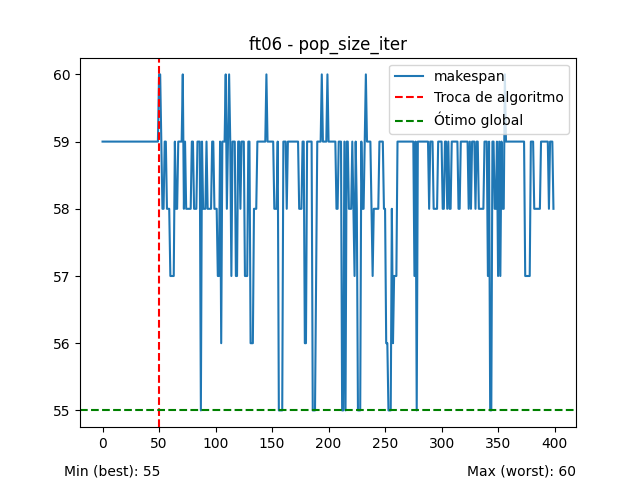 ft06 - pop_size_iter
makespan
Troca de algoritmo
Ótimo global
60
59
58
57
56
55
0 50 100 150 200 250 300 350 400
Min (best): 55 Max (worst): 60